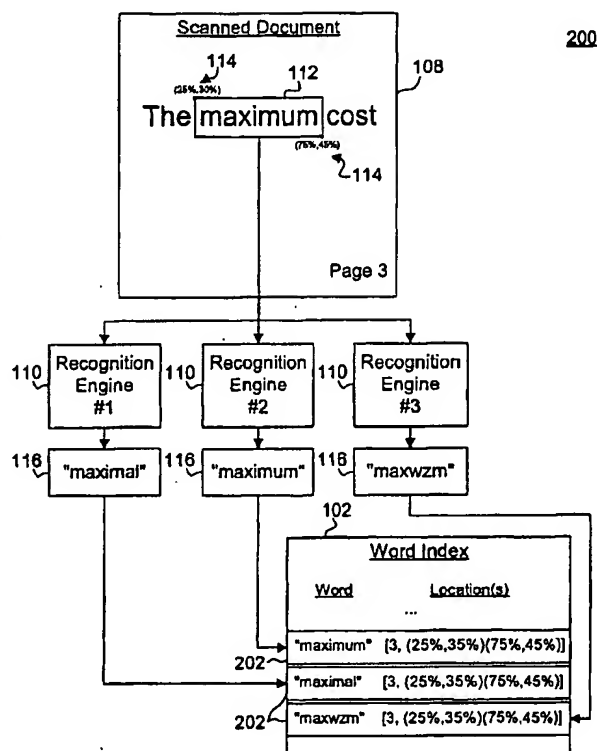 200
Scanned Document
114
(25%,30%)
112
108
The maximum cost
(75%,45%)
114
Page 3
110 Recognition Engine #1
110 Recognition Engine #2
110 Recognition Engine #3
116 "maximal"
116 "maximum"
116 "maxwzm"
102
Word Index
Word Location(s)
...
"maximum" [3, (25%,35%)(75%,45%)]
202
"maximal" [3, (25%,35%)(75%,45%)]
202
"maxwzm" [3, (25%,35%)(75%,45%)]